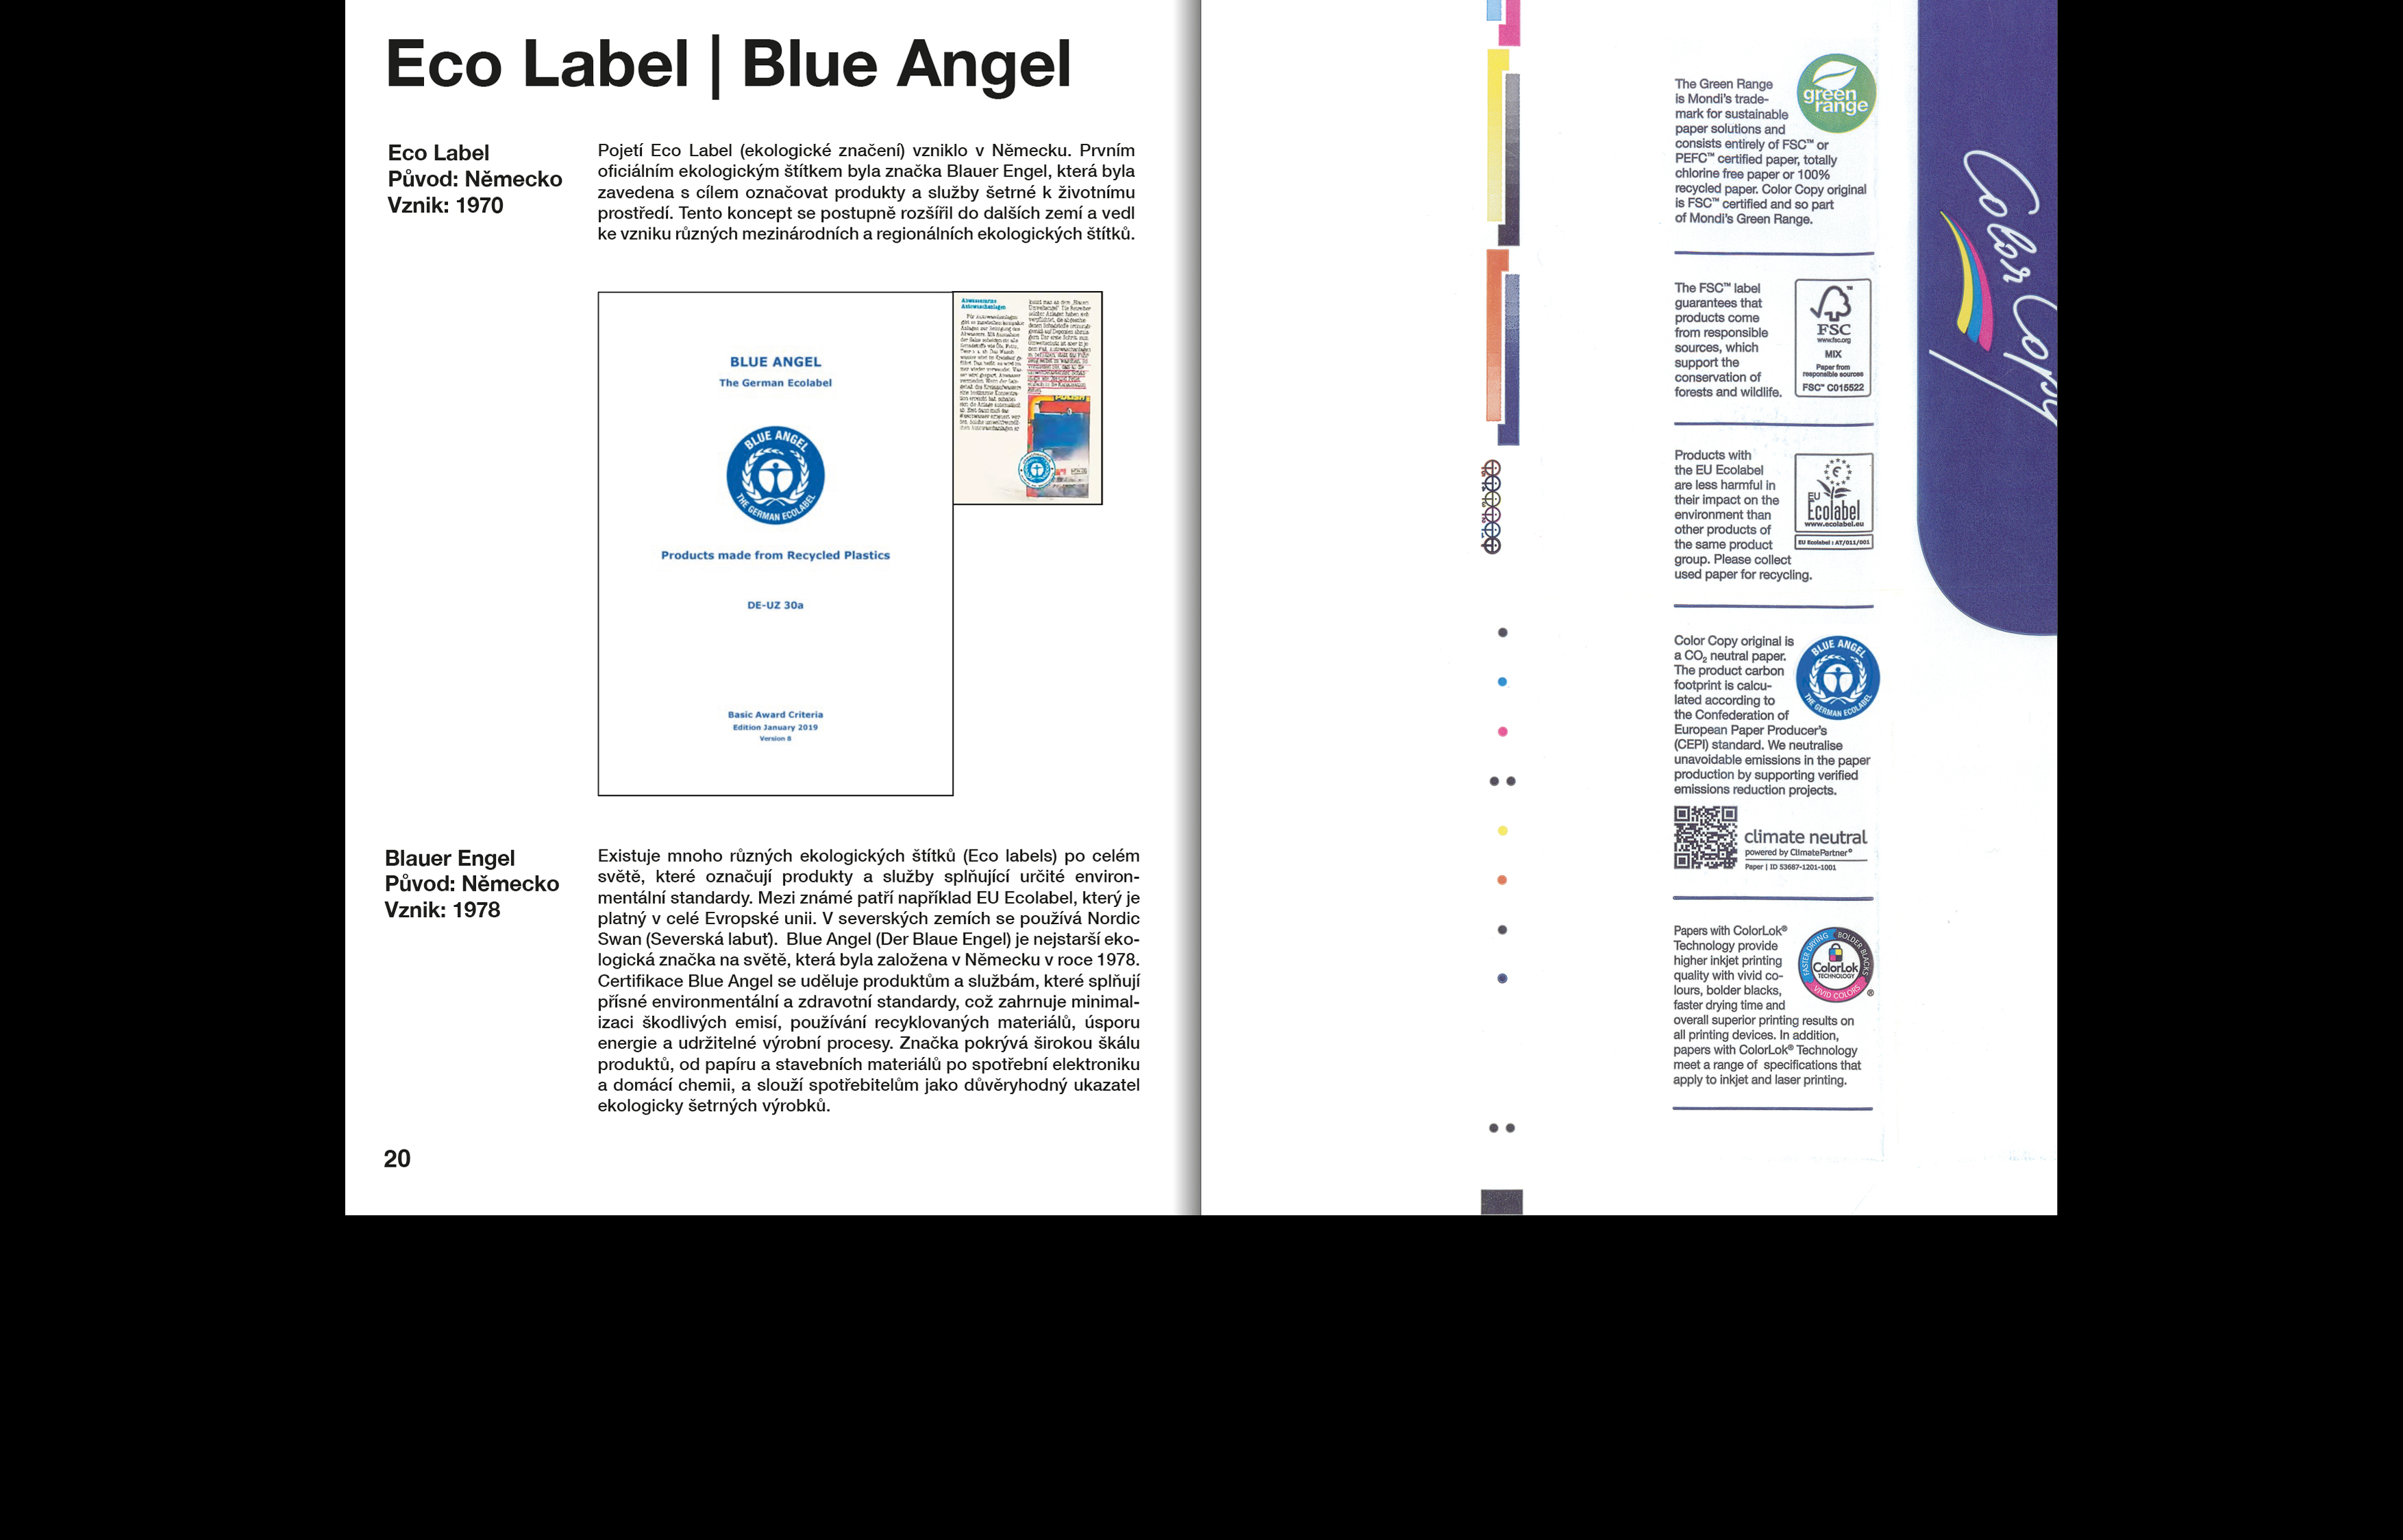 Eco Label | Blue Angel
Eco Label
Původ: Německo
Vznik: 1970
Pojetí Eco Label (ekologické značení) vzniklo v Německu. Prvním
oficiálním ekologickým štítkem byla značka Blauer Engel, která byla
zavedena s cílem označovat produkty a služby šetrné k životnímu
prostředí. Tento koncept se postupně rozšířil do dalších zemí a vedl
ke vzniku různých mezinárodních a regionálních ekologických štítků.
BLUE ANGEL
The German Ecolabel
BLUE ANGEL
THE GERMAN ECOLABEL
Products made from Recycled Plastics
DE-UZ 30a
Basic Award Criteria
Edition January 2019
Version 8
Abwasserarme
Autowaschanlagen
Blauer Engel
Původ: Německo
Vznik: 1978
Existuje mnoho různých ekologických štítků (Eco labels) po celém
světě, které označují produkty a služby splňující určité environ-
mentální standardy. Mezi známé patří například EU Ecolabel, který je
platný v celé Evropské unii. V severských zemích se používá Nordic
Swan (Severská labuť).  Blue Angel (Der Blaue Engel) je nejstarší eko-
logická značka na světě, která byla založena v Německu v roce 1978.
Certifikace Blue Angel se uděluje produktům a službám, které splňují
přísné environmentální a zdravotní standardy, což zahrnuje minimal-
izaci škodlivých emisí, používání recyklovaných materiálů, úsporu
energie a udržitelné výrobní procesy. Značka pokrývá širokou škálu
produktů, od papíru a stavebních materiálů po spotřební elektroniku
a domácí chemii, a slouží spotřebitelům jako důvěryhodný ukazatel
ekologicky šetrných výrobků.
20
The Green Range
is Mondi's trade-
mark for sustainable
paper solutions and
consists entirely of FSC™ or
PEFC™ certified paper, totally
chlorine free paper or 100%
recycled paper. Color Copy original
is FSC™ certified and so part
of Mondi's Green Range.
green
range
The FSC™ label
guarantees that
products come
from responsible
sources, which
support the
conservation of
forests and wildlife.
™
FSC
www.fsc.org
MIX
Paper from
responsible sources
FSC™ C015522
Products with
the EU Ecolabel
are less harmful in
their impact on the
environment than
other products of
the same product
group. Please collect
used paper for recycling.
EU
Ecolabel
www.ecolabel.eu
EU Ecolabel : AT/011/001
Color Copy original is
a CO₂ neutral paper.
The product carbon
footprint is calcu-
lated according to
the Confederation of
European Paper Producer's
(CEPI) standard. We neutralise
unavoidable emissions in the paper
production by supporting verified
emissions reduction projects.
BLUE ANGEL
THE GERMAN ECOLABEL
climate neutral
powered by ClimatePartner°
Paper | ID 53687-1201-1001
Papers with ColorLok®
Technology provide
higher inkjet printing
quality with vivid co-
lours, bolder blacks,
faster drying time and
overall superior printing results on
all printing devices. In addition,
papers with ColorLok® Technology
meet a range of  specifications that
apply to inkjet and laser printing.
FASTER DRYING
BOLDER BLACKS
ColorLok
TECHNOLOGY
VIVID COLORS
®
Color Copy